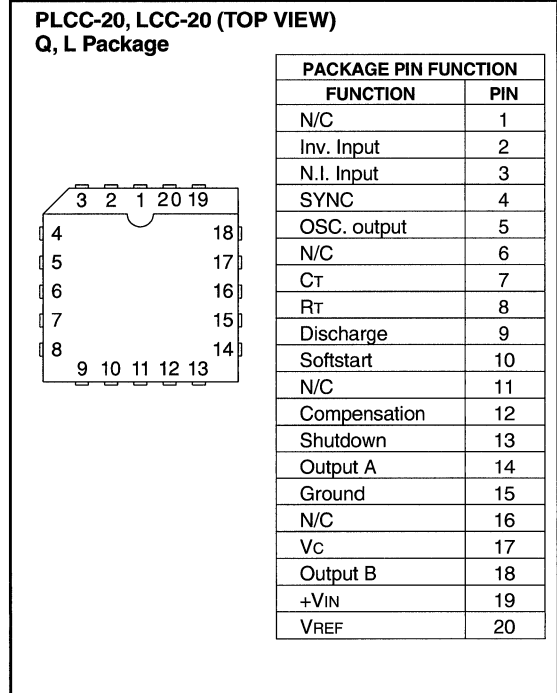 PLCC-20, LCC-20 (TOP VIEW)
Q, L Package
3 2 1 20 19
4 18
5 17
6 16
7 15
8 14
9 10 11 12 13
PACKAGE PIN FUNCTION
FUNCTION PIN
N/C 1
Inv. Input 2
N.I. Input 3
SYNC 4
OSC. output 5
N/C 6
CT 7
RT 8
Discharge 9
Softstart 10
N/C 11
Compensation 12
Shutdown 13
Output A 14
Ground 15
N/C 16
VC 17
Output B 18
+VIN 19
VREF 20